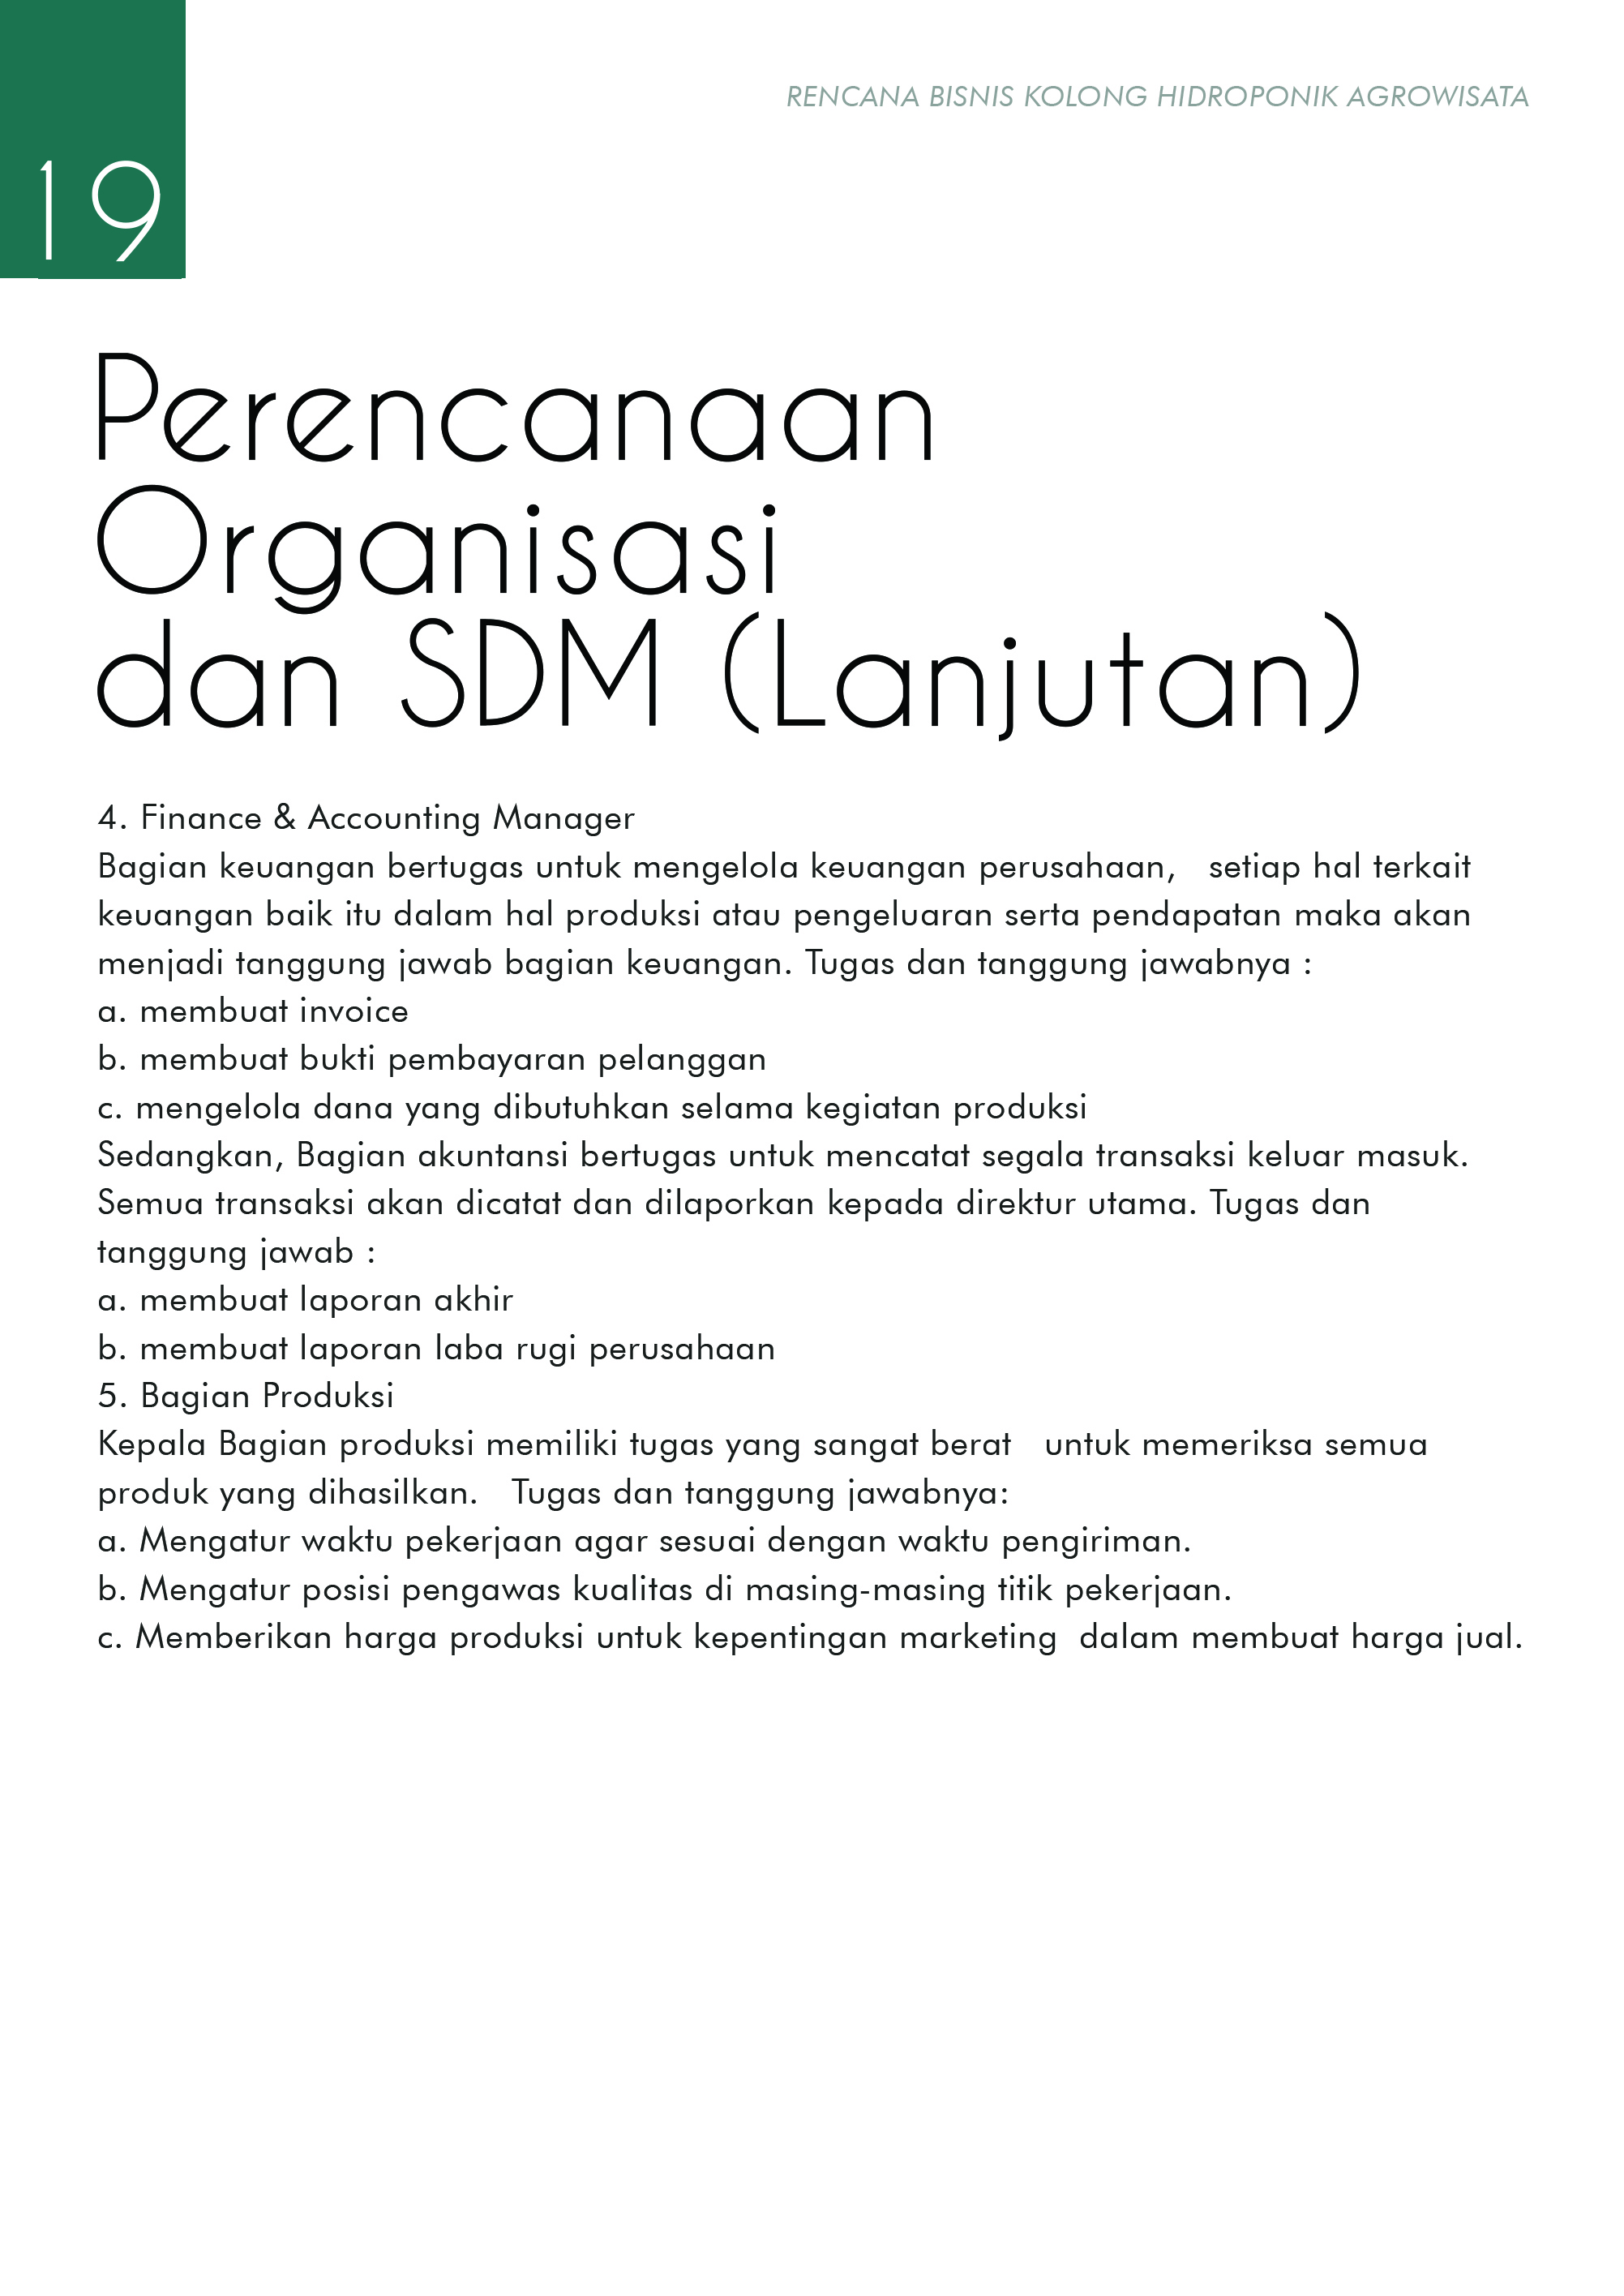 RENCANA BISNIS KOLONG HIDROPONIK AGROWISATA
19
Perencanaan
Organisasi
dan SDM (Lanjutan)
4. Finance & Accounting Manager
Bagian keuangan bertugas untuk mengelola keuangan perusahaan, setiap hal terkait
keuangan baik itu dalam hal produksi atau pengeluaran serta pendapatan maka akan
menjadi tanggung jawab bagian keuangan. Tugas dan tanggung jawabnya :
a. membuat invoice
b. membuat bukti pembayaran pelanggan
c. mengelola dana yang dibutuhkan selama kegiatan produksi
Sedangkan, Bagian akuntansi bertugas untuk mencatat segala transaksi keluar masuk.
Semua transaksi akan dicatat dan dilaporkan kepada direktur utama. Tugas dan
tanggung jawab :
a. membuat laporan akhir
b. membuat laporan laba rugi perusahaan
5. Bagian Produksi
Kepala Bagian produksi memiliki tugas yang sangat berat untuk memeriksa semua
produk yang dihasilkan. Tugas dan tanggung jawabnya:
a. Mengatur waktu pekerjaan agar sesuai dengan waktu pengiriman.
b. Mengatur posisi pengawas kualitas di masing-masing titik pekerjaan.
c. Memberikan harga produksi untuk kepentingan marketing dalam membuat harga jual.